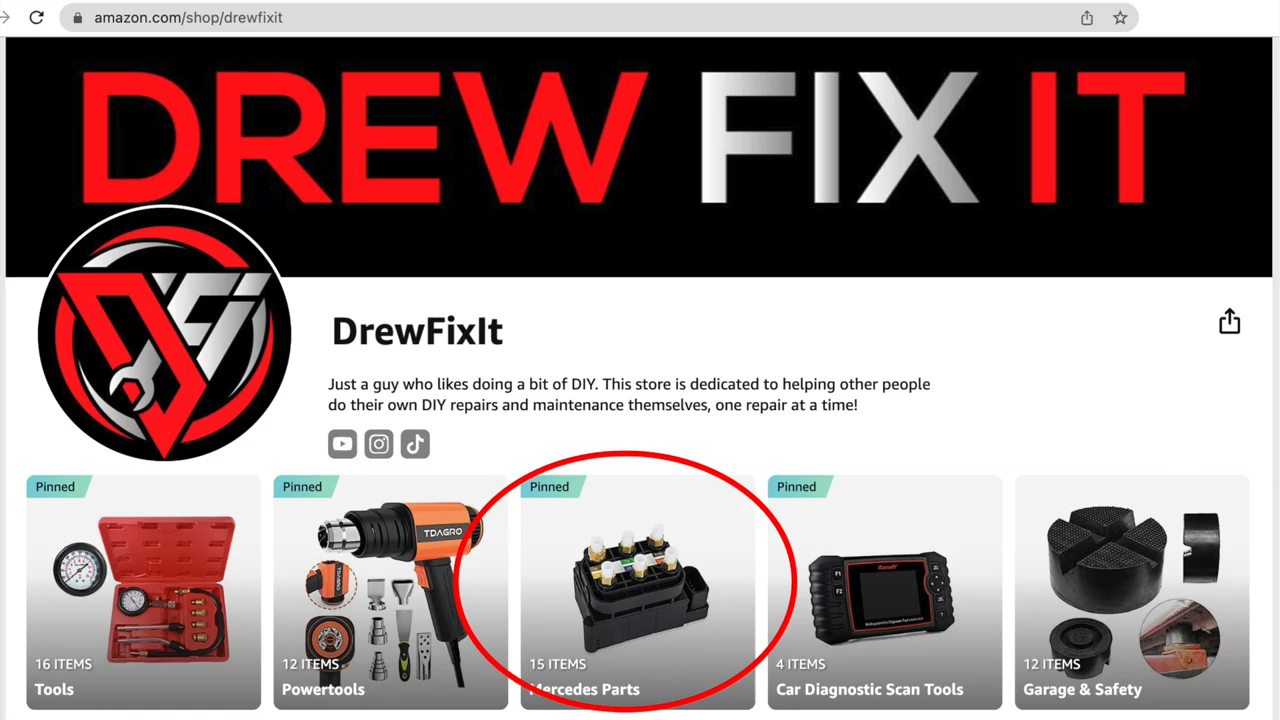 amazon.com/shop/drewfixit
DREW FIX IT
DrewFixIt
Just a guy who likes doing a bit of DIY. This store is dedicated to helping other people
do their own DIY repairs and maintenance themselves, one repair at a time!
Pinned
Pinned
Pinned
Pinned
TDAGRO
F1
F2
16 ITEMS
12 ITEMS
15 ITEMS
4 ITEMS
12 ITEMS
Tools
Powertools
Mercedes Parts
Car Diagnostic Scan Tools
Garage & Safety